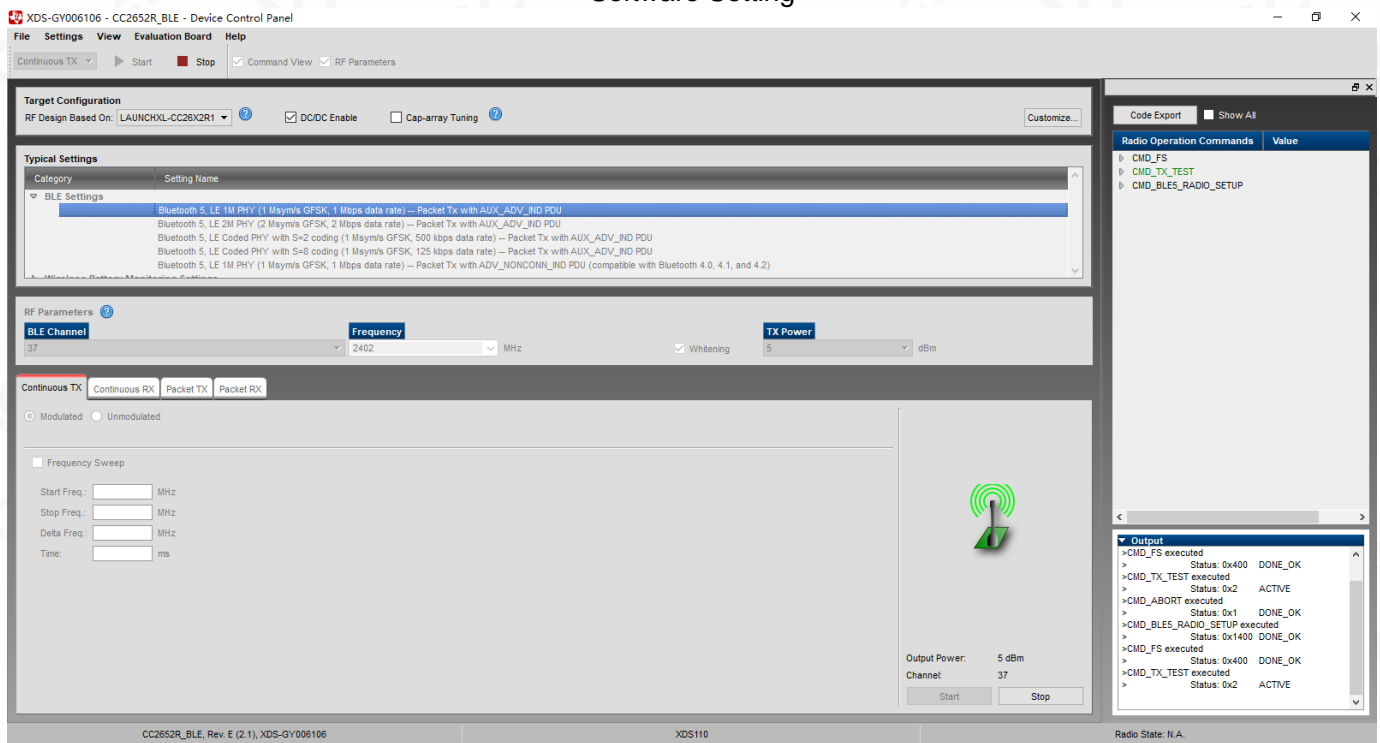 Software Setting
XDS-GY006106 - CC2652R_BLE - Device Control Panel
File Settings View Evaluation Board Help
Continuous TX Start Stop Command View RF Parameters
Target Configuration
RF Design Based On: LAUNCHXL-CC26X2R1 DC/DC Enable Cap-array Tuning Customize...
Typical Settings
Category Setting Name
BLE Settings
Bluetooth 5, LE 1M PHY (1 Msym/s GFSK, 1 Mbps data rate) -- Packet Tx with AUX_ADV_IND PDU
Bluetooth 5, LE 2M PHY (2 Msym/s GFSK, 2 Mbps data rate) -- Packet Tx with AUX_ADV_IND PDU
Bluetooth 5, LE Coded PHY with S=2 coding (1 Msym/s GFSK, 500 kbps data rate) -- Packet Tx with AUX_ADV_IND PDU
Bluetooth 5, LE Coded PHY with S=8 coding (1 Msym/s GFSK, 125 kbps data rate) -- Packet Tx with AUX_ADV_IND PDU
Bluetooth 5, LE 1M PHY (1 Msym/s GFSK, 1 Mbps data rate) -- Packet Tx with ADV_NONCONN_IND PDU (compatible with Bluetooth 4.0, 4.1, and 4.2)
Wireless Battery Monitoring Settings
RF Parameters
BLE Channel Frequency TX Power
37 2402 MHz Whitening 5 dBm
Continuous TX Continuous RX Packet TX Packet RX
Modulated Unmodulated
Frequency Sweep
Start Freq.: MHz
Stop Freq.: MHz
Delta Freq.: MHz
Time: ms
Output Power: 5 dBm
Channel: 37
Start Stop
Code Export Show All
Radio Operation Commands Value
CMD_FS
CMD_TX_TEST
CMD_BLE5_RADIO_SETUP
Output
>CMD_FS executed
> Status: 0x400 DONE_OK
>CMD_TX_TEST executed
> Status: 0x2 ACTIVE
>CMD_ABORT executed
> Status: 0x1 DONE_OK
>CMD_BLE5_RADIO_SETUP executed
> Status: 0x1400 DONE_OK
>CMD_FS executed
> Status: 0x400 DONE_OK
>CMD_TX_TEST executed
> Status: 0x2 ACTIVE
CC2652R_BLE, Rev. E (2.1), XDS-GY006106 XDS110 Radio State: N.A.